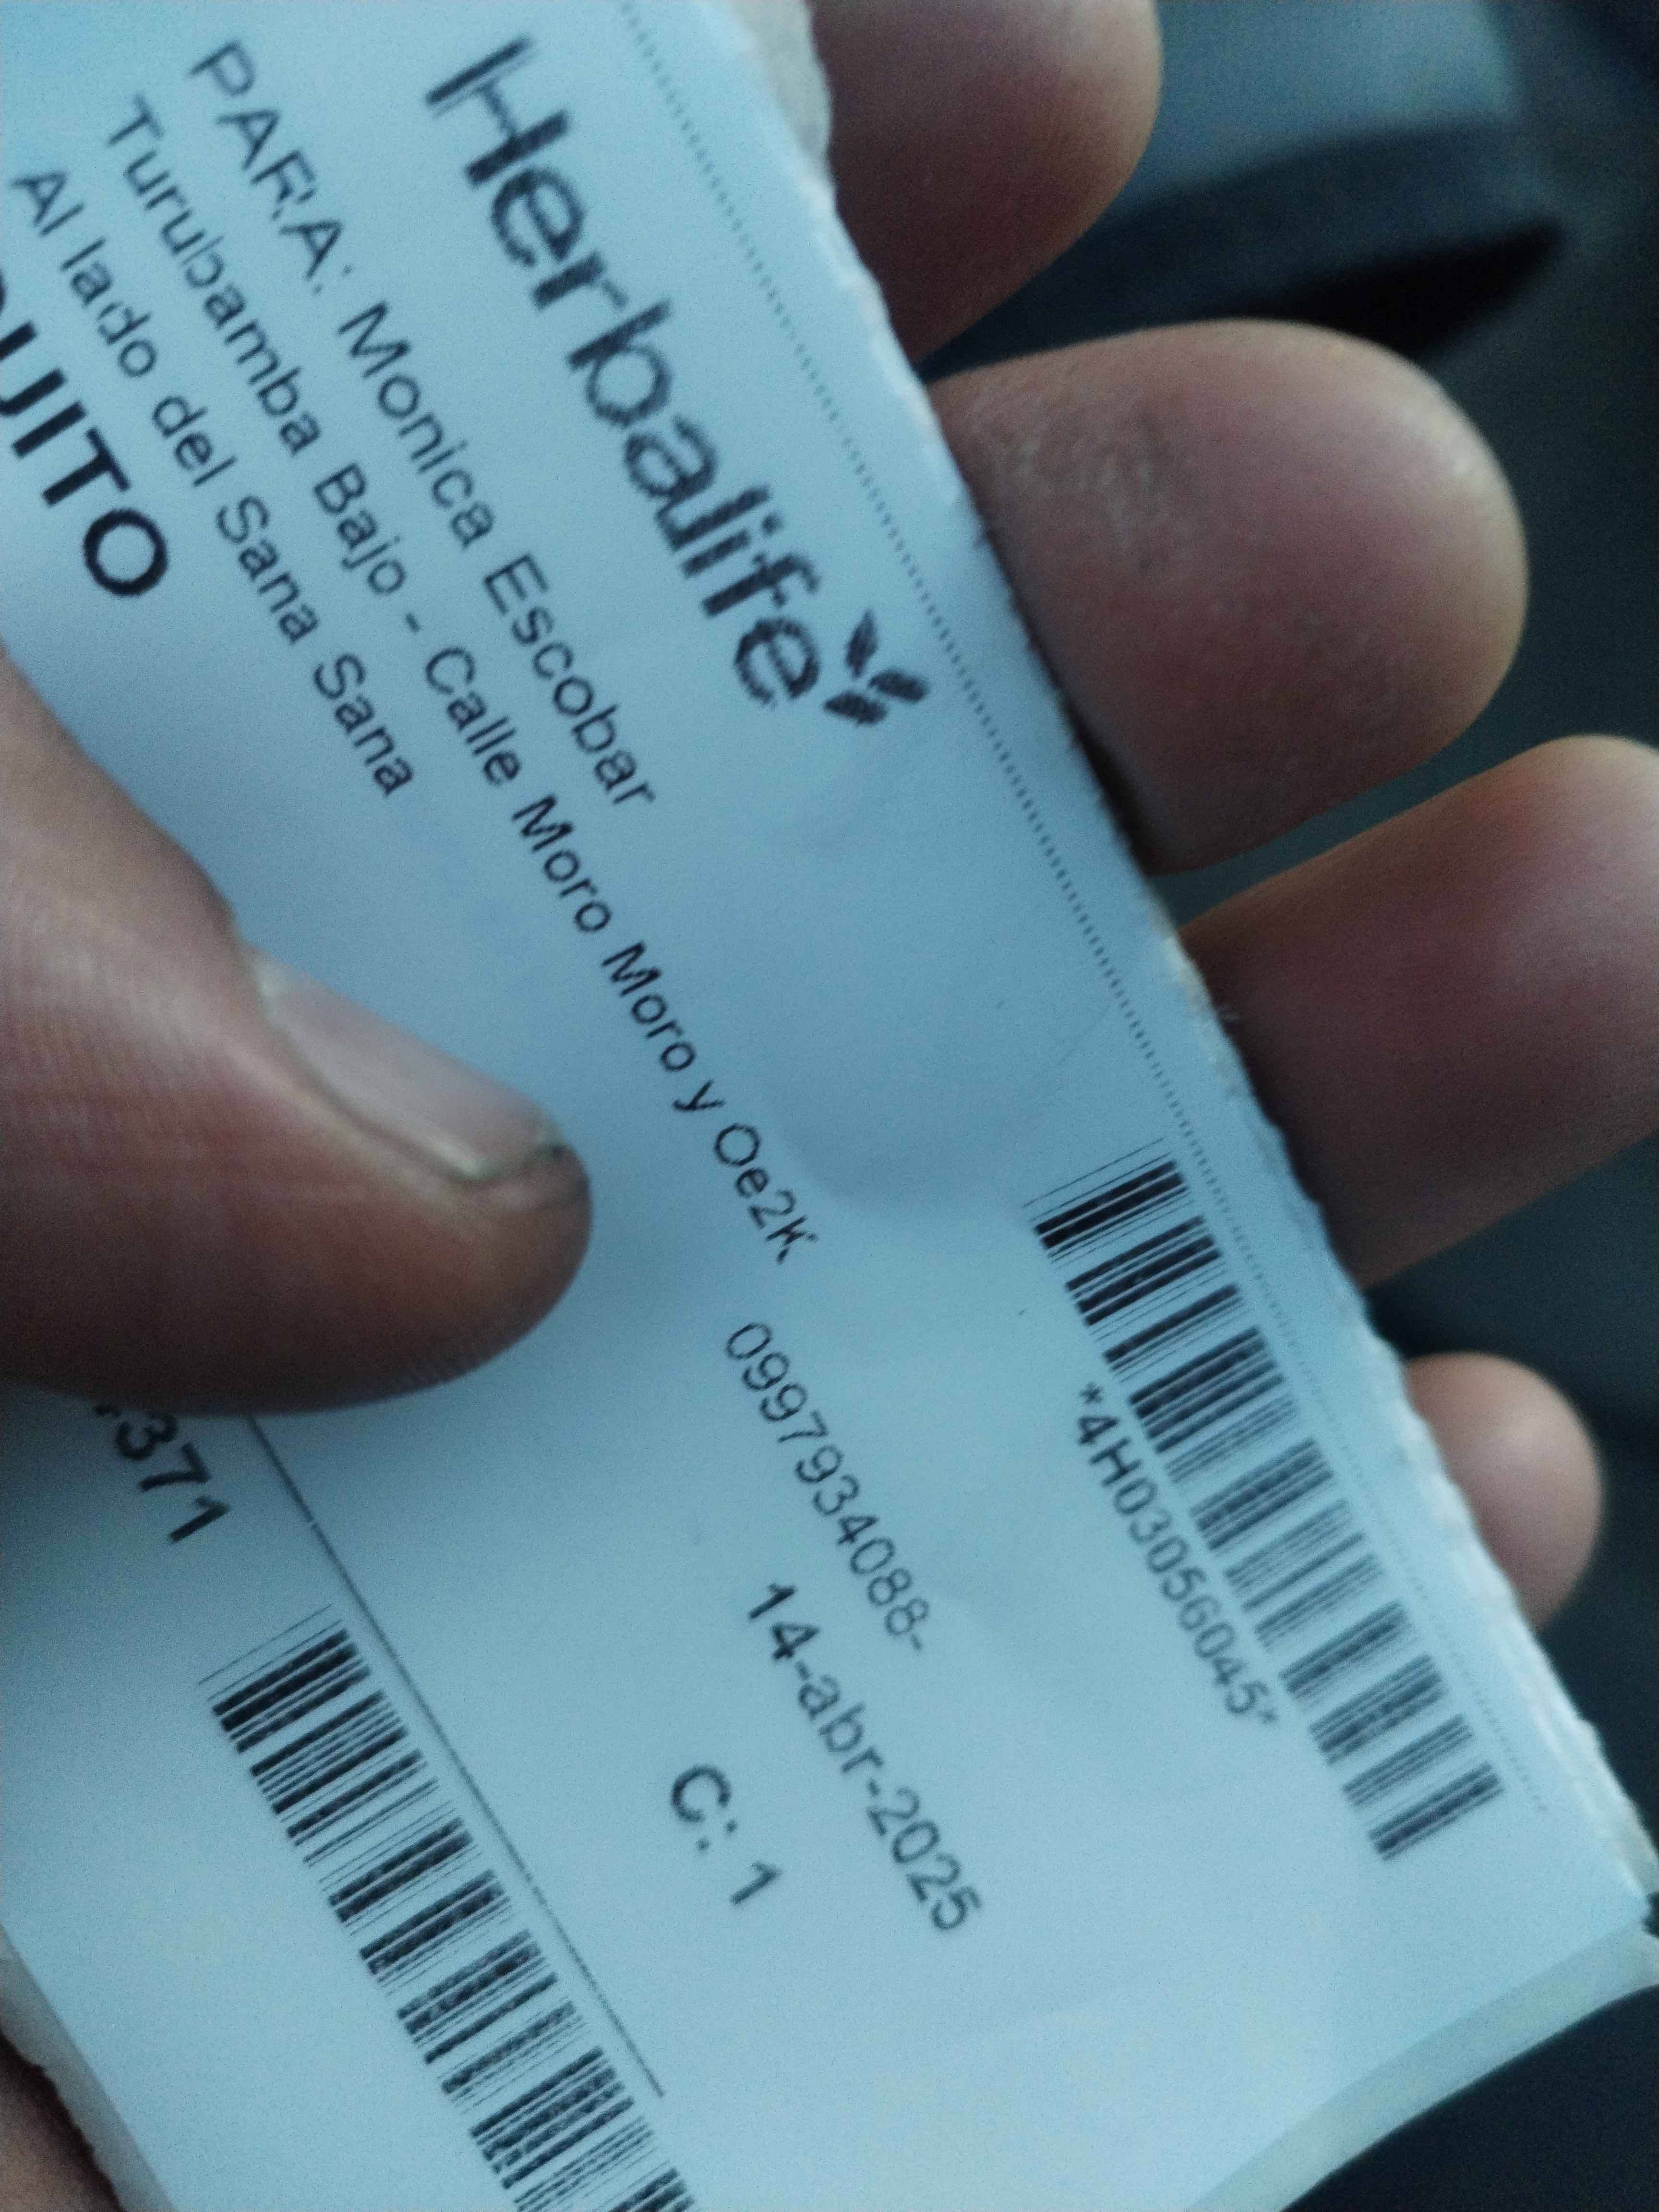 Herbalife
*4H03056045*
PARA: Monica Escobar
0997934088-
Turubamba Bajo - Calle Moro Moro y Oe2K
14-abr-2025
Al lado del Sana Sana
C: 1
UITO
371